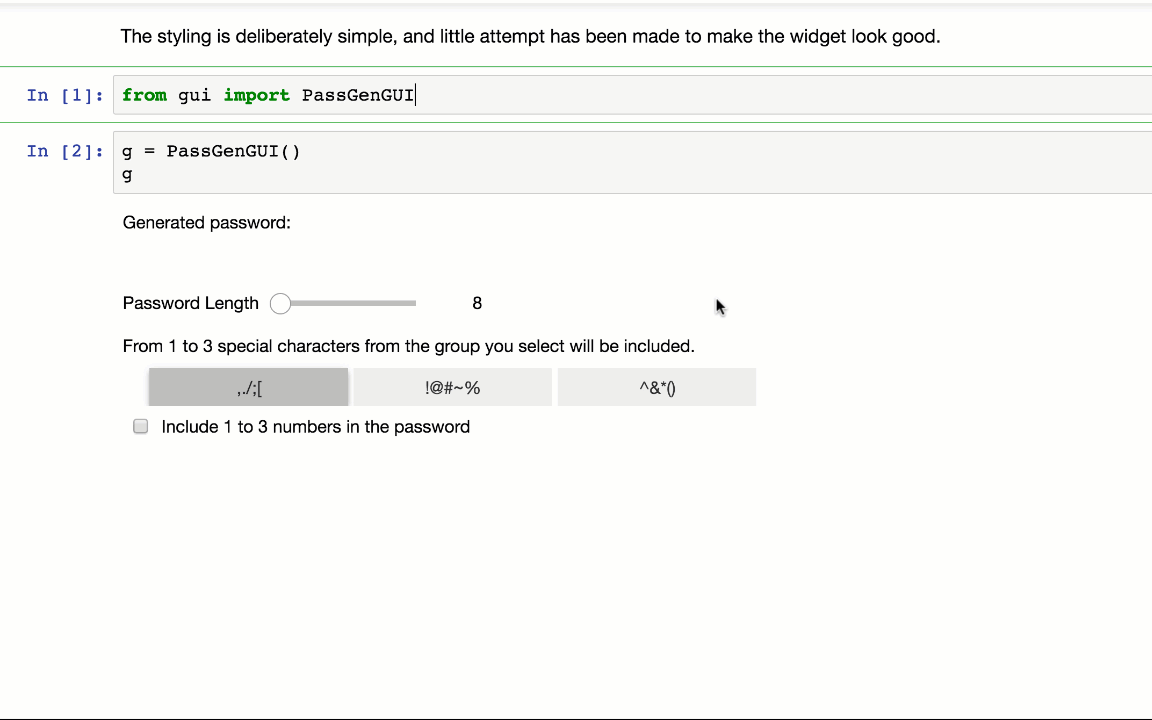 The styling is deliberately simple, and little attempt has been made to make the widget look good.
In [1]: from gui import PassGenGUI
In [2]: g = PassGenGUI()
g
Generated password:
Password Length 8
From 1 to 3 special characters from the group you select will be included.
,./;[ !@#~% ^&*()
Include 1 to 3 numbers in the password